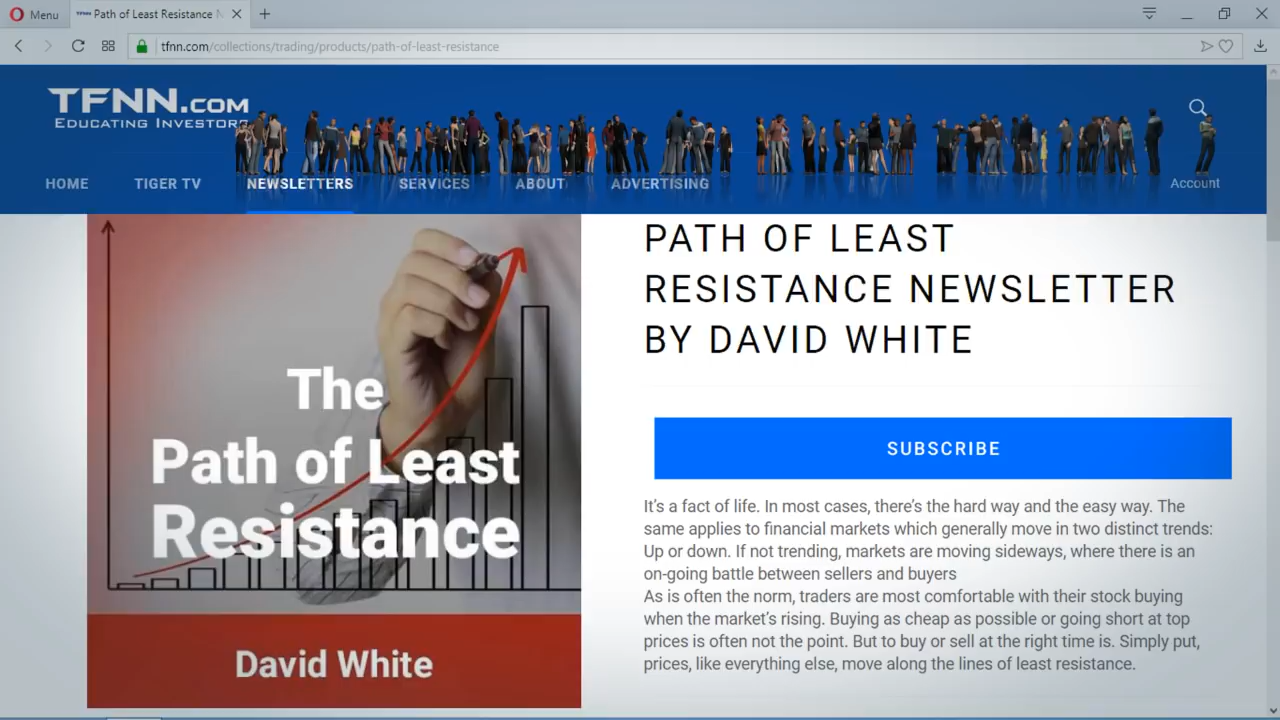 Menu
TFNN Path of Least Resistance N
tfnn.com/collections/trading/products/path-of-least-resistance
TFNN.COM
EDUCATING INVESTORS
HOME TIGER TV NEWSLETTERS SERVICES ABOUT ADVERTISING Account
The
Path of Least
Resistance
David White
PATH OF LEAST
RESISTANCE NEWSLETTER
BY DAVID WHITE
SUBSCRIBE
It’s a fact of life. In most cases, there’s the hard way and the easy way. The
same applies to financial markets which generally move in two distinct trends:
Up or down. If not trending, markets are moving sideways, where there is an
on-going battle between sellers and buyers
As is often the norm, traders are most comfortable with their stock buying
when the market’s rising. Buying as cheap as possible or going short at top
prices is often not the point. But to buy or sell at the right time is. Simply put,
prices, like everything else, move along the lines of least resistance.